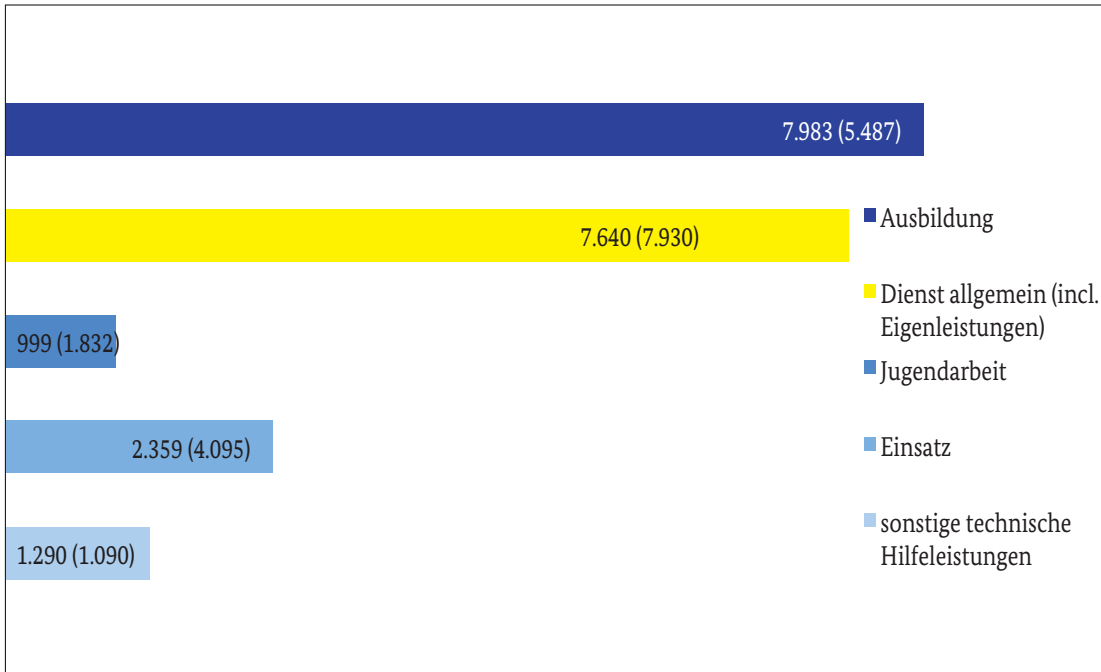 7.983 (5.487)
7.640 (7.930)
999 (1.832)
2.359 (4.095)
1.290 (1.090)
Ausbildung
Dienst allgemein (incl.
Eigenleistungen)
Jugendarbeit
Einsatz
sonstige technische
Hilfeleistungen